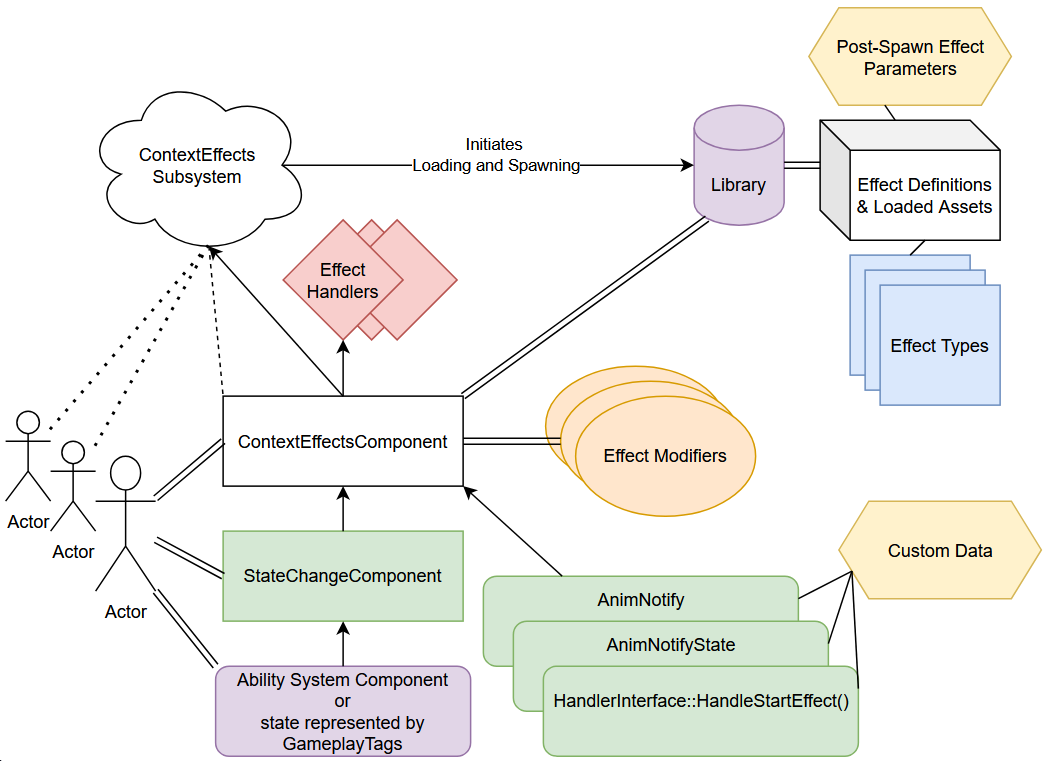 Post-Spawn Effect
Parameters
ContextEffects
Subsystem
Initiates
Loading and Spawning
Library
Effect Definitions
& Loaded Assets
Effect
Handlers
Effect Types
ContextEffectsComponent
Effect Modifiers
Actor
Actor
Actor
StateChangeComponent
Custom Data
AnimNotify
AnimNotifyState
HandlerInterface::HandleStartEffect()
Ability System Component
or
state represented by
GameplayTags